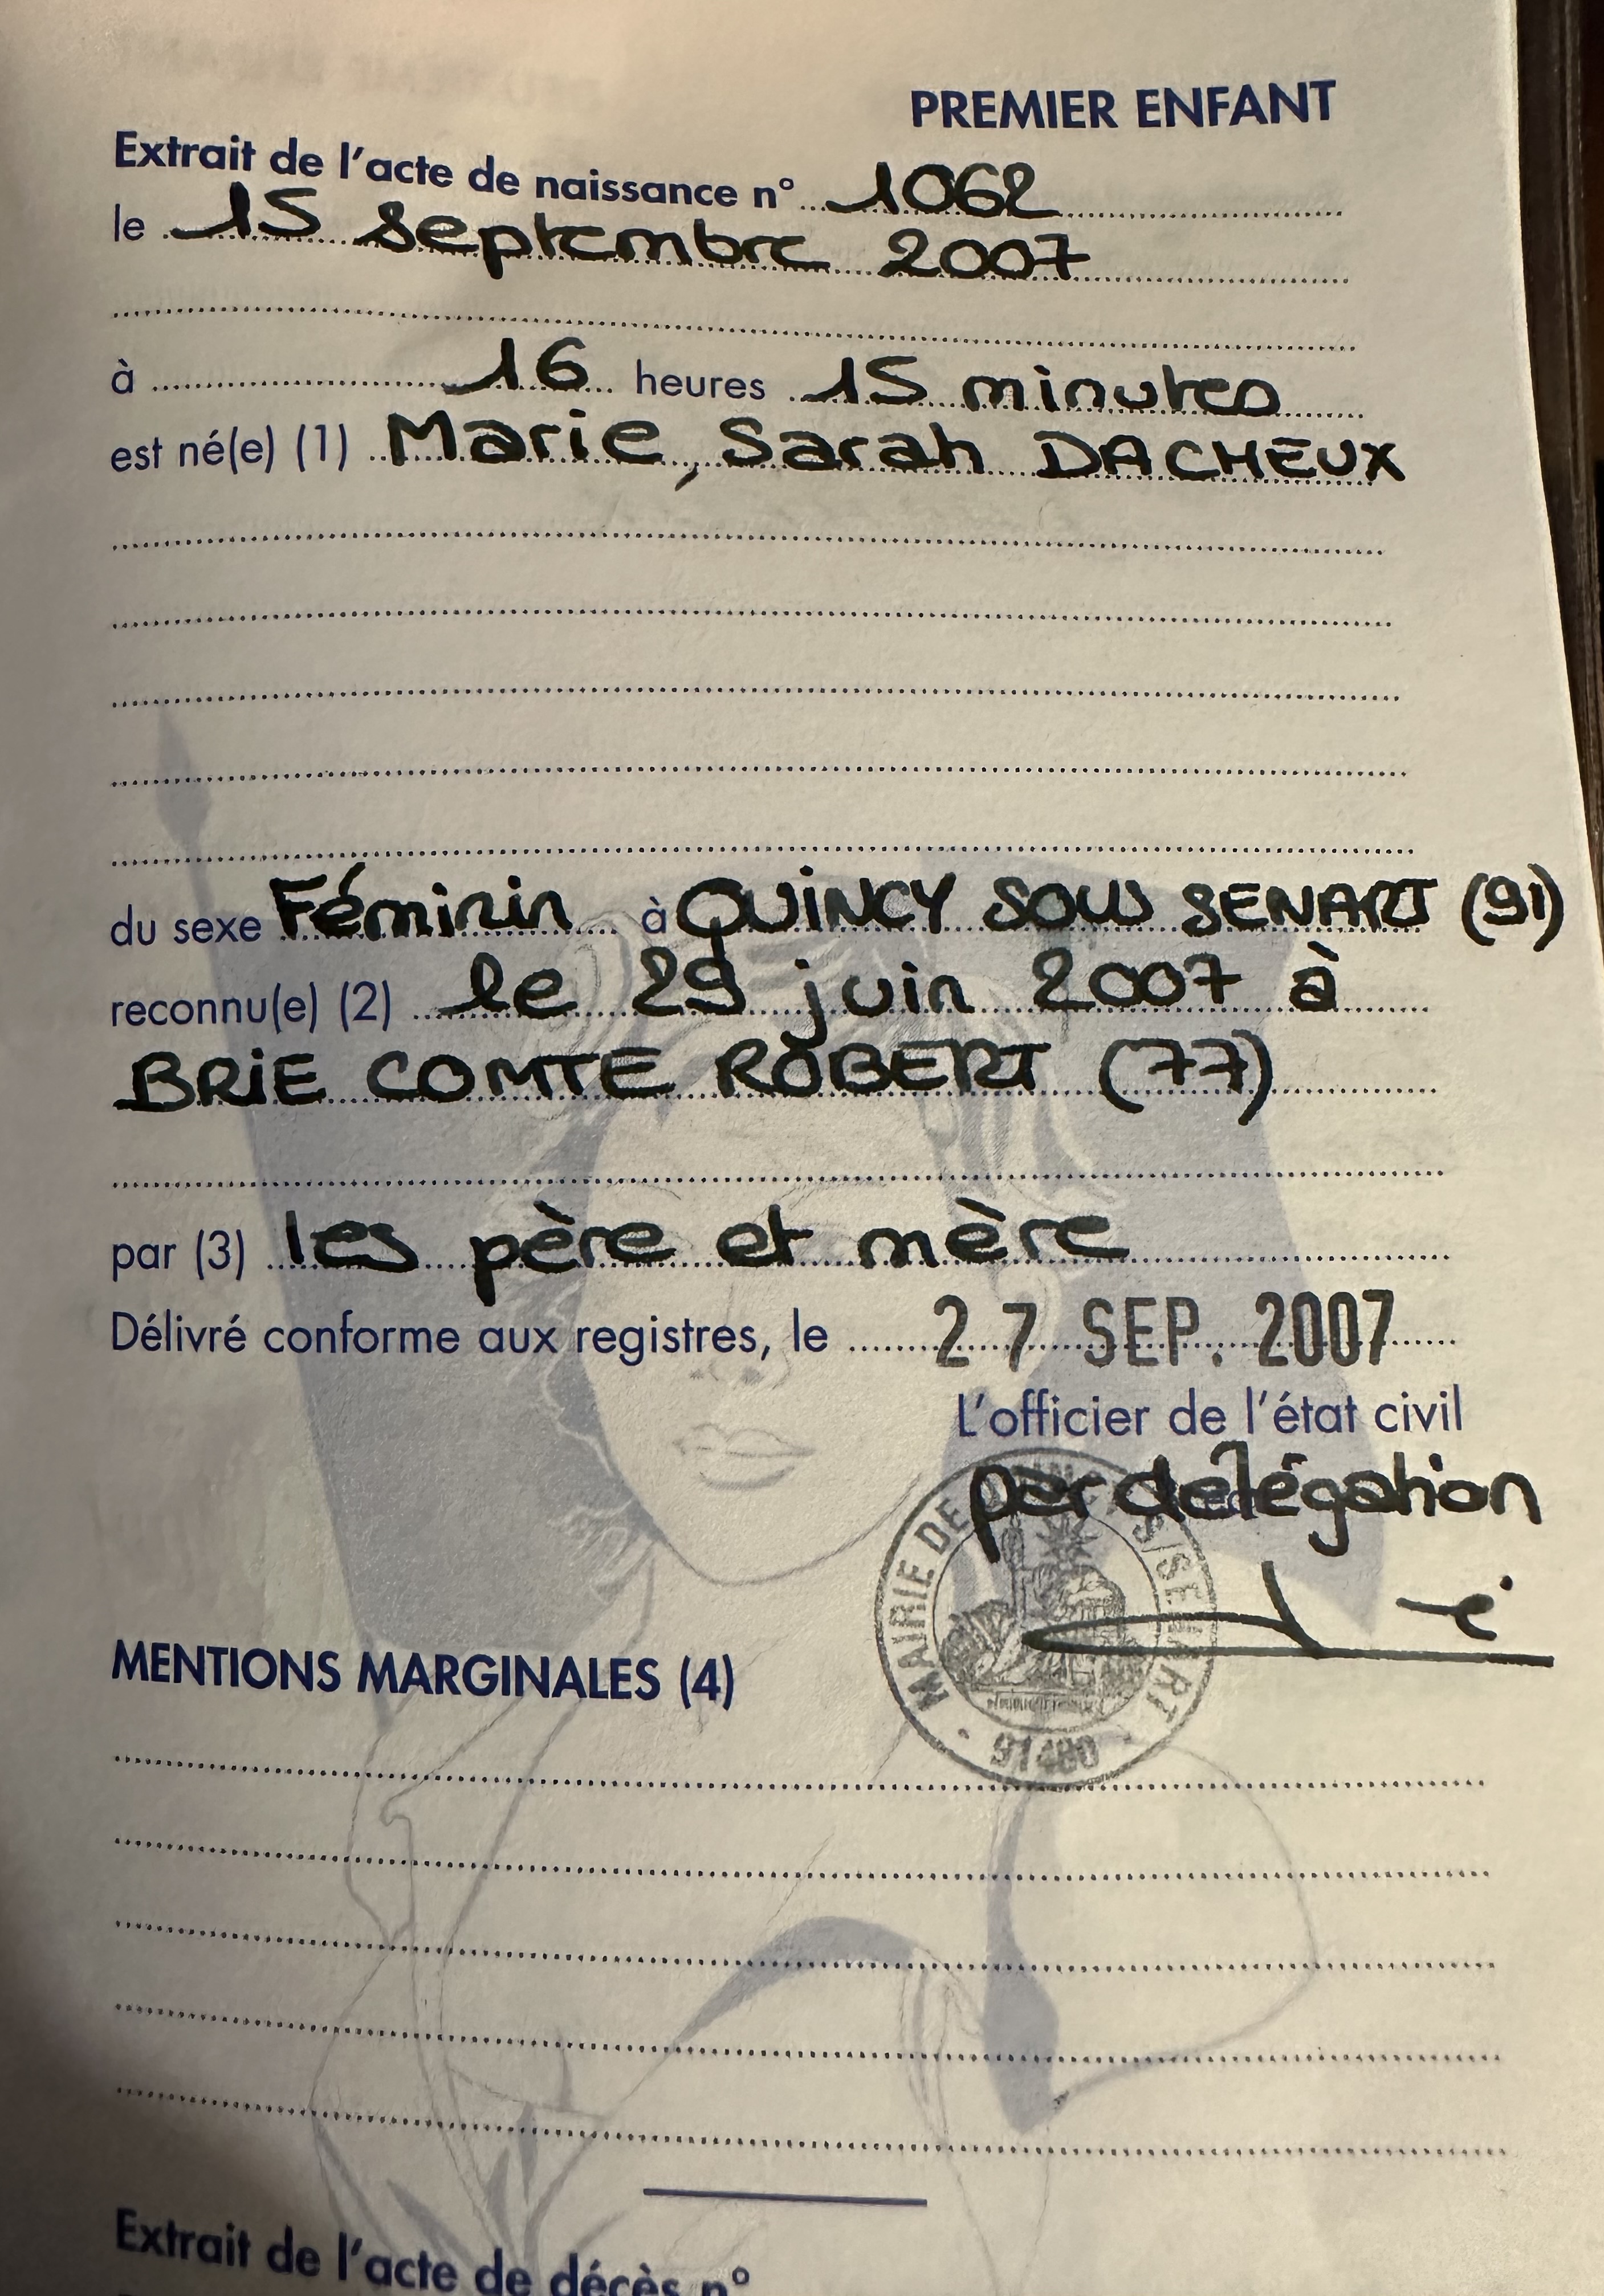 PREMIER ENFANT
Extrait de l'acte de naissance n° 1062
le 15 septembre 2007
à 16 heures 15 minutes
est né(e) (1) Marie, Sarah DACHEUX
du sexe Féminin à QUINCY SOUS SENART (91)
reconnu(e) (2) le 29 juin 2007 à
BRIE COMTE ROBERT (77)
par (3) les père et mère
Délivré conforme aux registres, le 27 SEP. 2007
L'officier de l'état civil
par délégation
MAIRIE DE
91480
MENTIONS MARGINALES (4)
Extrait de l'acte de décès n°